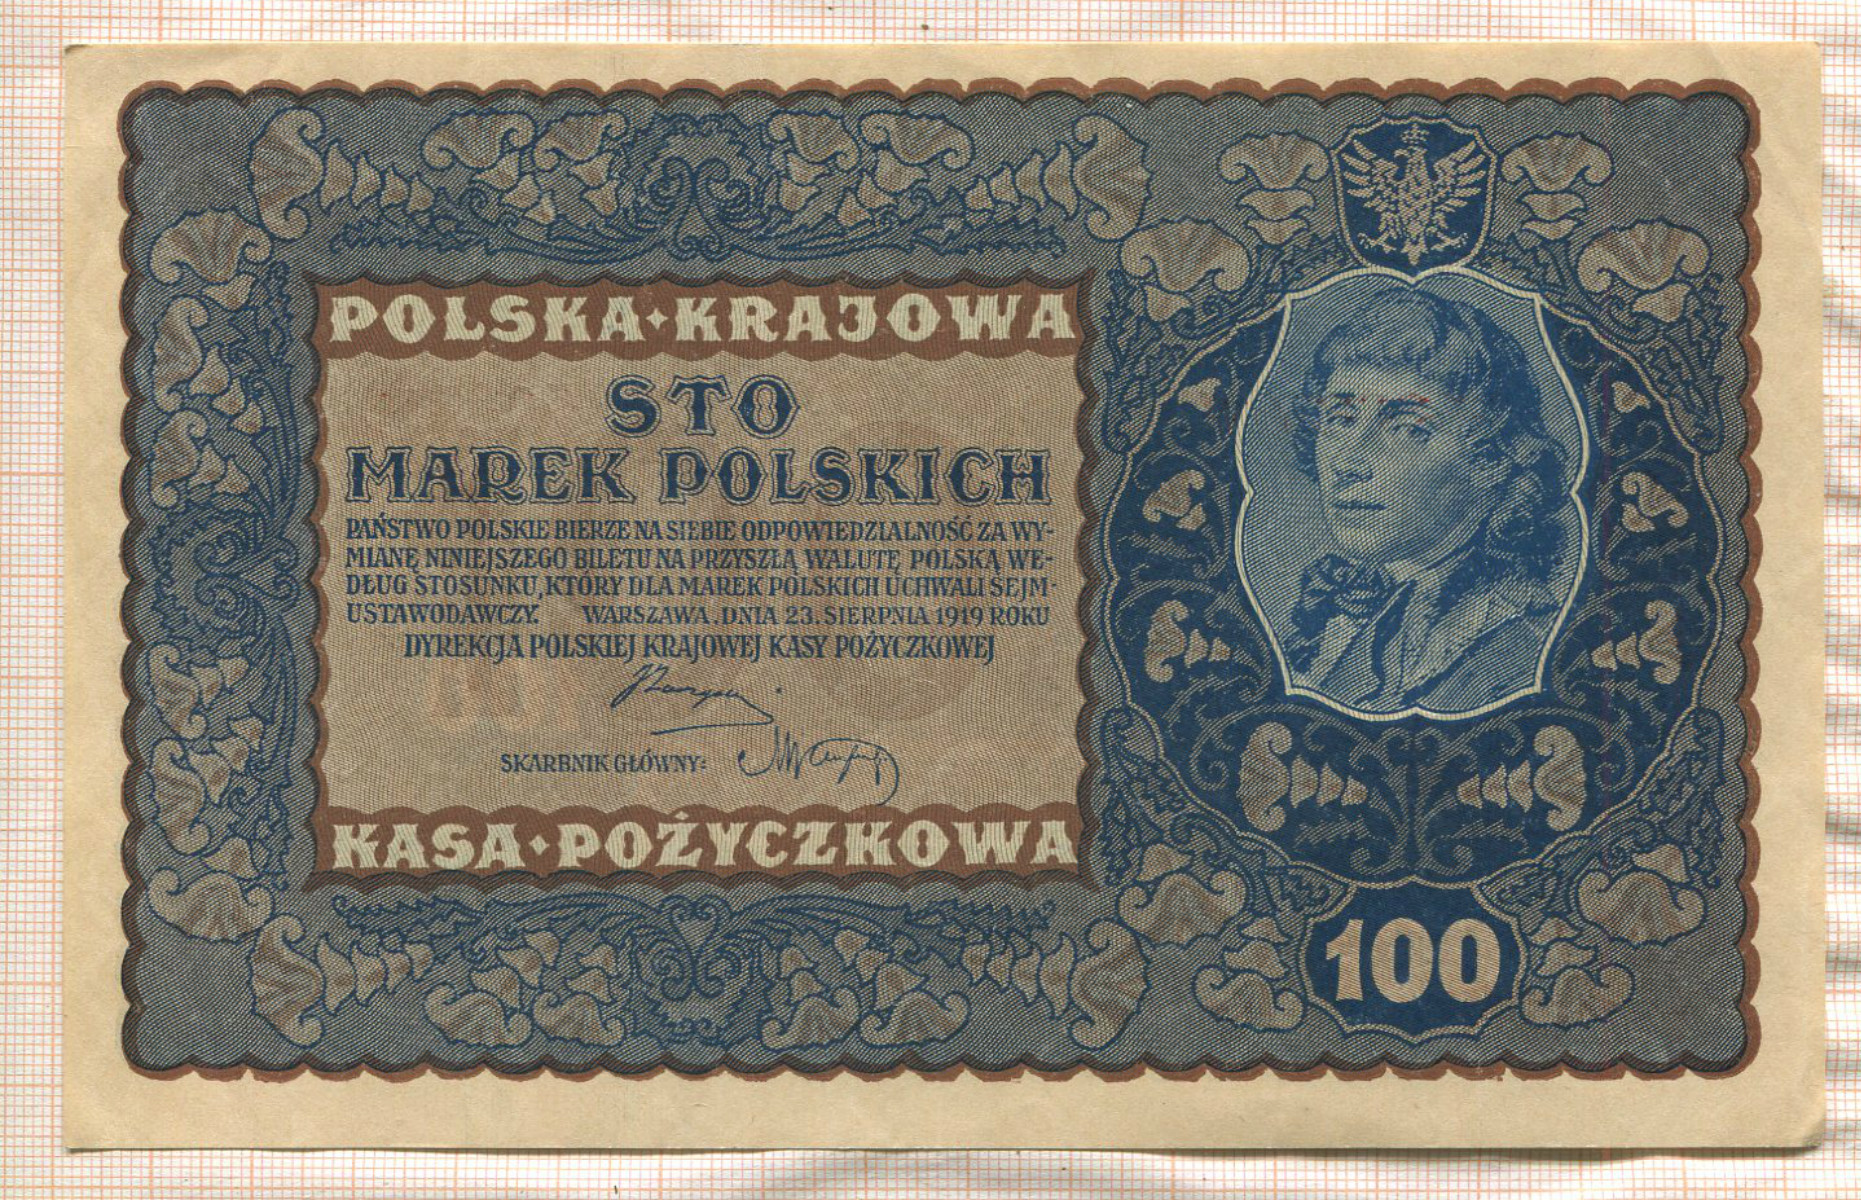 POLSKA • KRAJOWA
STO
MAREK POLSKICH
PAŃSTWO POLSKIE BIERZE NA SIEBIE ODPOWIEDZIALNOŚĆ ZA WY-
MIANĘ NINIEJSZEGO BILETU NA PRZYSZŁĄ WALUTĘ POLSKĄ WE-
DŁUG STOSUNKU, KTÓRY DLA MAREK POLSKICH UCHWALI SEJM
USTAWODAWCZY. WARSZAWA, DNIA 23. SIERPNIA 1919 ROKU
DYREKCJA POLSKIEJ KRAJOWEJ KASY POŻYCZKOWEJ
SKARBNIK GŁÓWNY:
KASA • POŻYCZKOWA
100